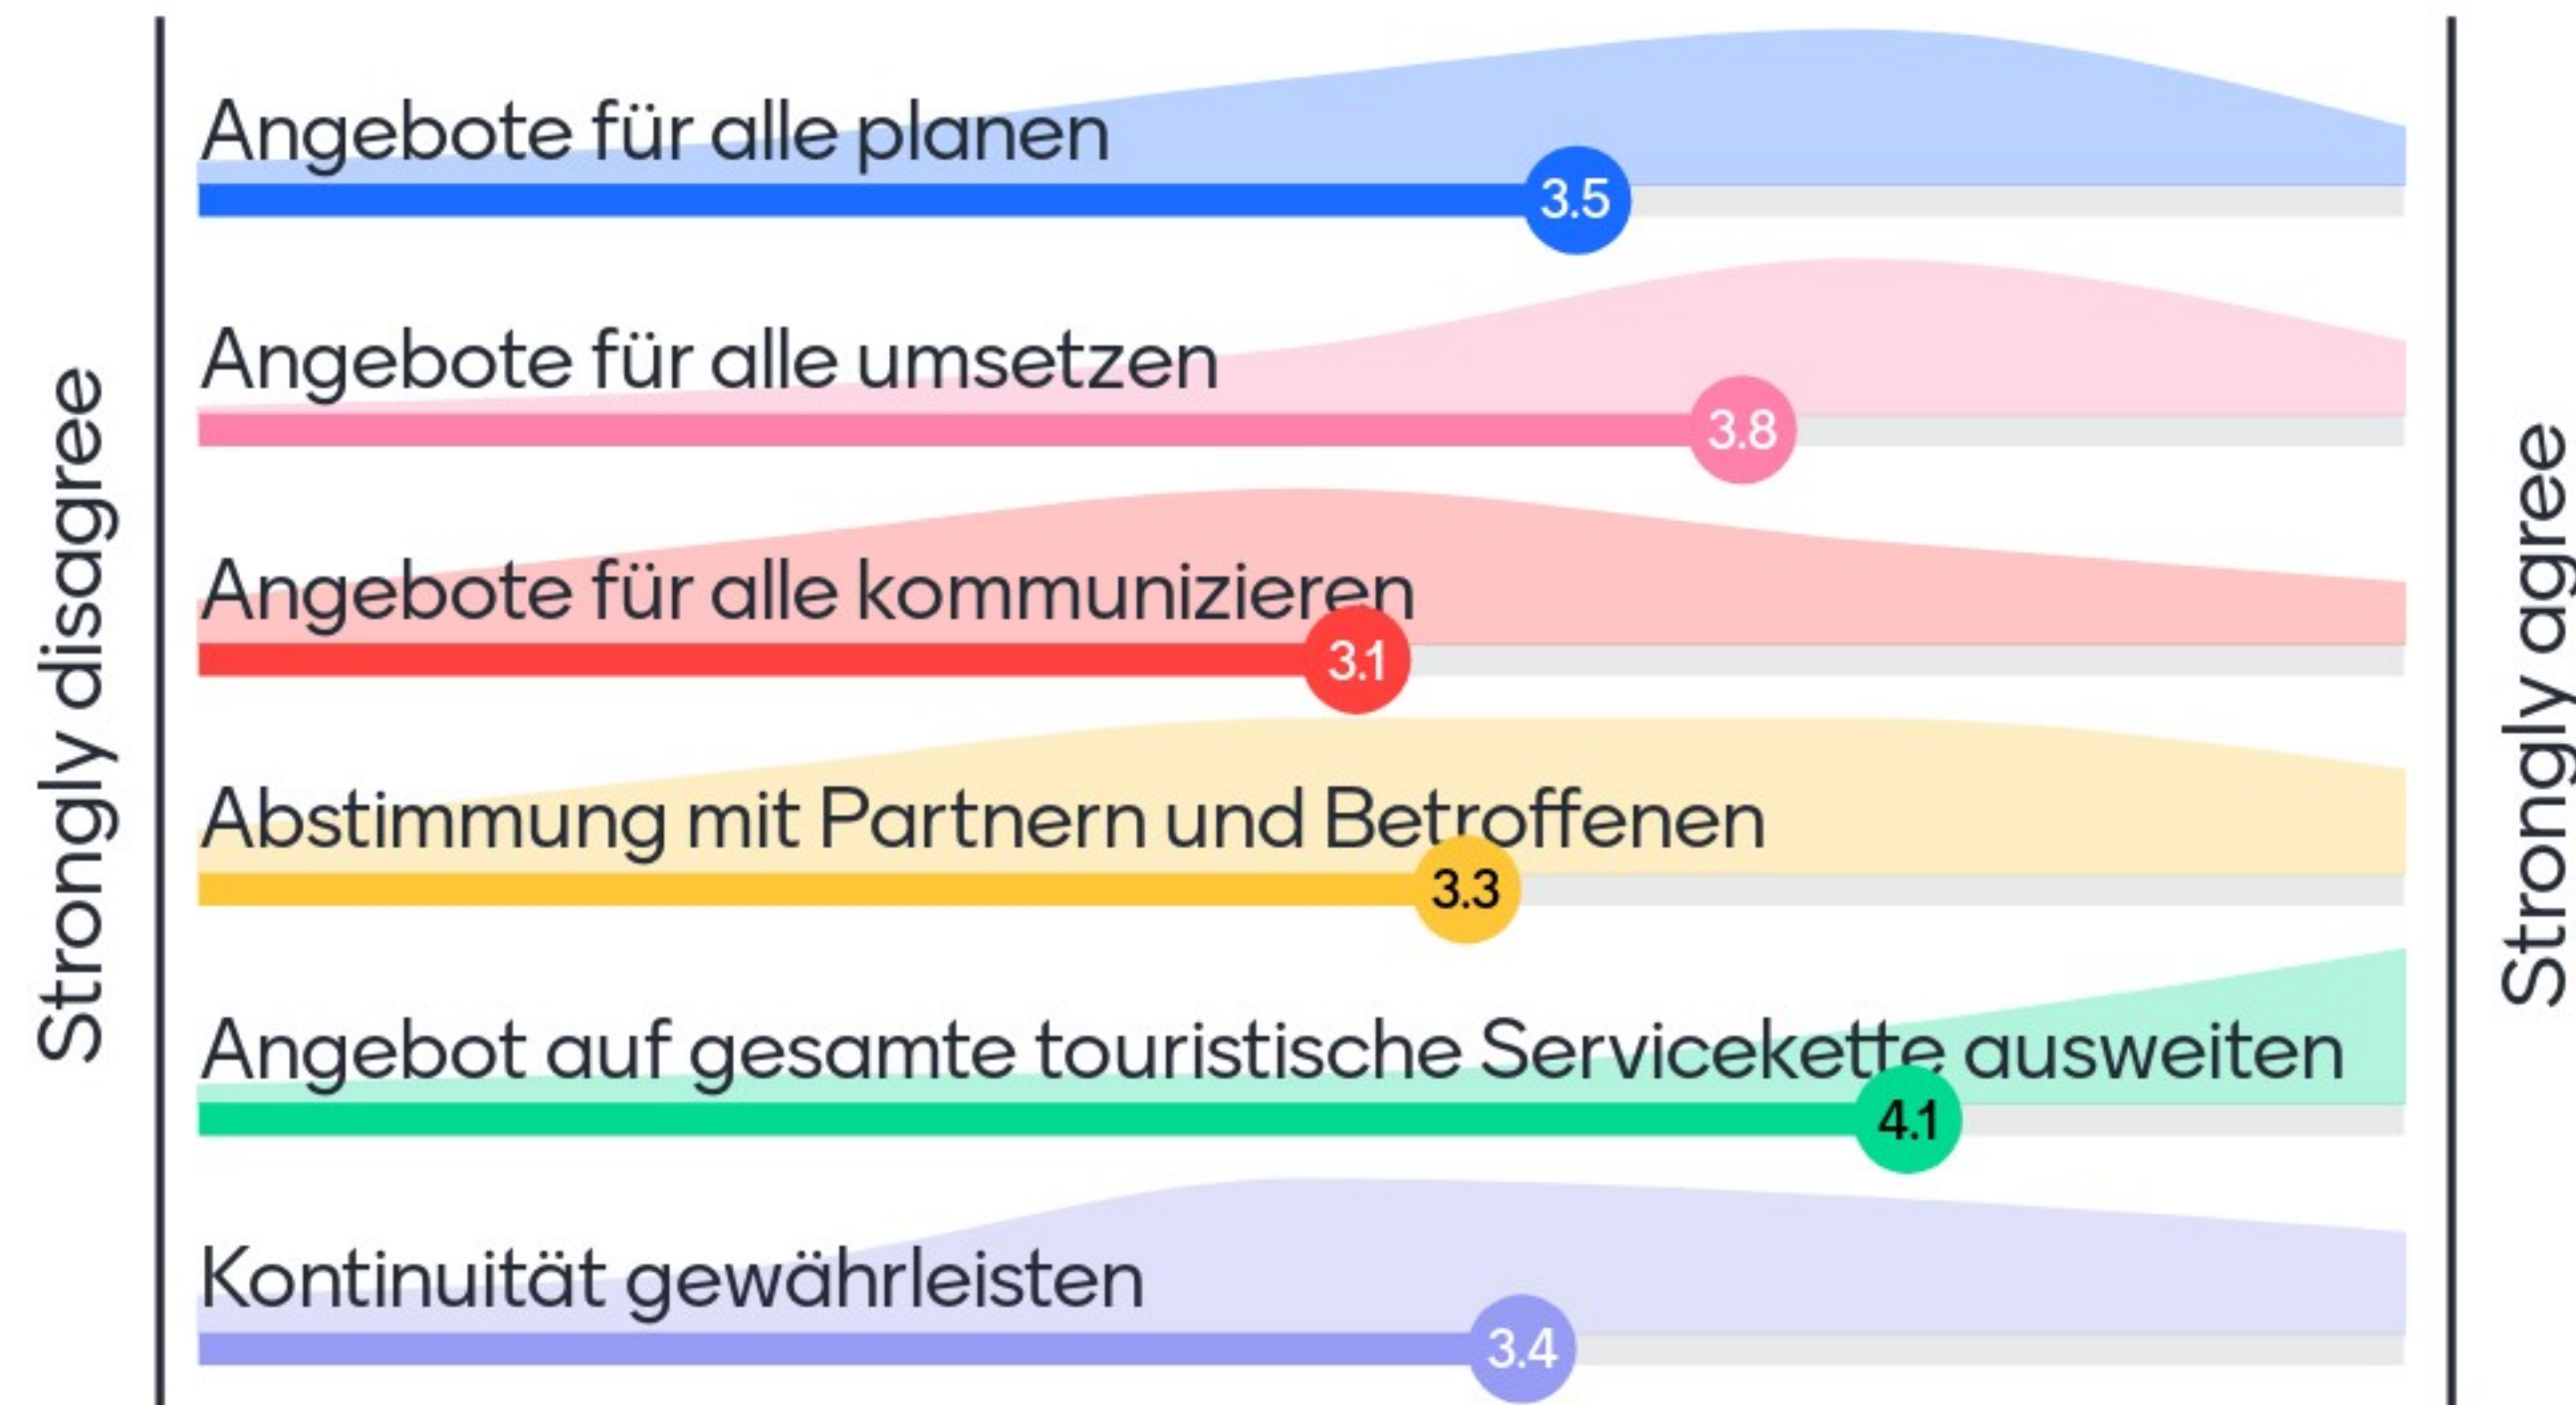 Strongly disagree
Angebote für alle planen
3.5
Angebote für alle umsetzen
3.8
Angebote für alle kommunizieren
3.1
Abstimmung mit Partnern und Betroffenen
3.3
Angebot auf gesamte touristische Servicekette ausweiten
4.1
Kontinuität gewährleisten
3.4
Strongly agree